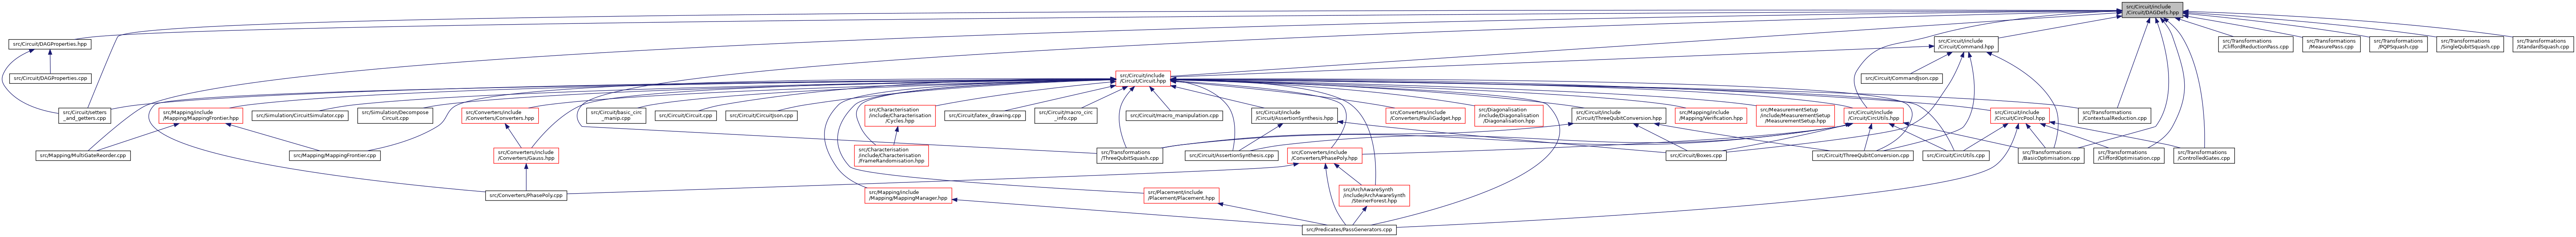 src/Circuit/include
/Circuit/DAGDefs.hpp
src/Circuit/DAGProperties.hpp
src/Circuit/include
/Circuit/Command.hpp
src/Transformations
/CliffordReductionPass.cpp
src/Transformations
/MeasurePass.cpp
src/Transformations
/PQPSquash.cpp
src/Transformations
/SingleQubitSquash.cpp
src/Transformations
/StandardSquash.cpp
src/Circuit/DAGProperties.cpp
src/Circuit/include
/Circuit/Circuit.hpp
src/Circuit/CommandJson.cpp
src/Circuit/setters
_and_getters.cpp
src/Mapping/include
/Mapping/MappingFrontier.hpp
src/Simulation/CircuitSimulator.cpp
src/Simulation/Decompose
Circuit.cpp
src/Converters/include
/Converters/Converters.hpp
src/Circuit/basic_circ
_manip.cpp
src/Circuit/Circuit.cpp
src/Circuit/CircuitJson.cpp
src/Characterisation
/include/Characterisation
/Cycles.hpp
src/Circuit/latex_drawing.cpp
src/Circuit/macro_circ
_info.cpp
src/Circuit/macro_manipulation.cpp
src/Circuit/include
/Circuit/AssertionSynthesis.hpp
src/Converters/include
/Converters/PauliGadget.hpp
src/Diagonalisation
/include/Diagonalisation
/Diagonalisation.hpp
src/Circuit/include
/Circuit/ThreeQubitConversion.hpp
src/Mapping/include
/Mapping/Verification.hpp
src/MeasurementSetup
/include/MeasurementSetup
/MeasurementSetup.hpp
src/Circuit/include
/Circuit/CircUtils.hpp
src/Circuit/include
/Circuit/CircPool.hpp
src/Transformations
/ContextualReduction.cpp
src/Mapping/MultiGateReorder.cpp
src/Mapping/MappingFrontier.cpp
src/Converters/include
/Converters/Gauss.hpp
src/Characterisation
/include/Characterisation
/FrameRandomisation.hpp
src/Transformations
/ThreeQubitSquash.cpp
src/Circuit/AssertionSynthesis.cpp
src/Converters/include
/Converters/PhasePoly.hpp
src/Circuit/Boxes.cpp
src/Circuit/ThreeQubitConversion.cpp
src/Circuit/CircUtils.cpp
src/Transformations
/BasicOptimisation.cpp
src/Transformations
/CliffordOptimisation.cpp
src/Transformations
/ControlledGates.cpp
src/Converters/PhasePoly.cpp
src/Mapping/include
/Mapping/MappingManager.hpp
src/Placement/include
/Placement/Placement.hpp
src/ArchAwareSynth
/include/ArchAwareSynth
/SteinerForest.hpp
src/Predicates/PassGenerators.cpp